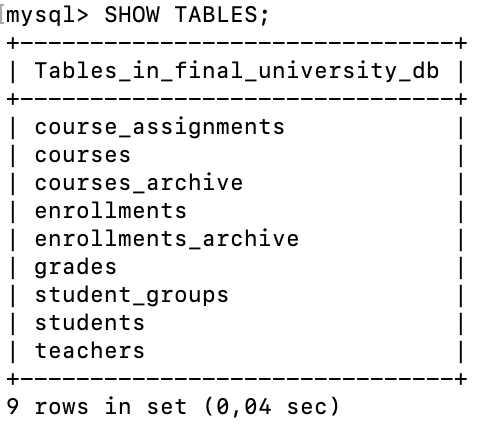 [mysql> SHOW TABLES;
+------------------------------+
| Tables_in_final_university_db |
+------------------------------+
| course_assignments            |
| courses                       |
| courses_archive               |
| enrollments                   |
| enrollments_archive           |
| grades                        |
| student_groups                |
| students                      |
| teachers                      |
+------------------------------+
9 rows in set (0,04 sec)